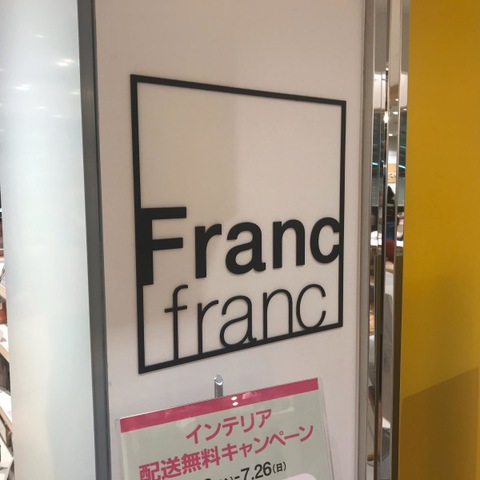 Franc
franc
インテリア
配送無料キャンペーン
-7.26(日)